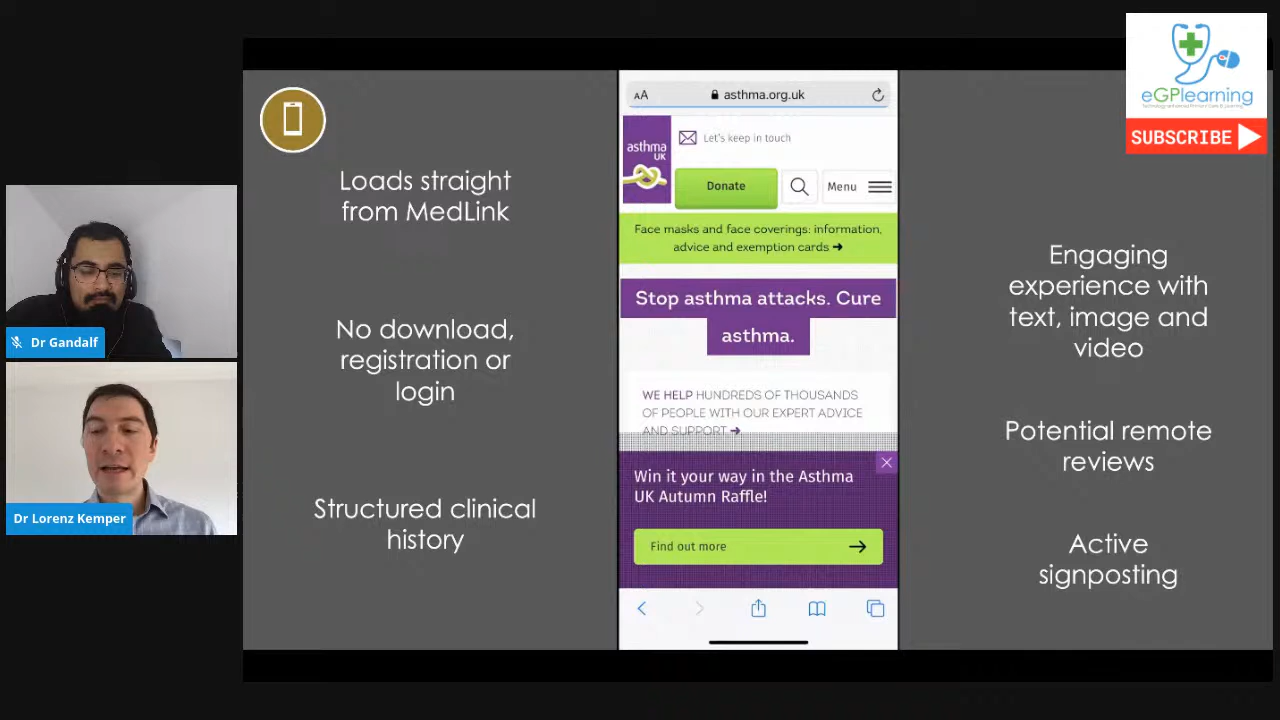 Loads straight
from MedLink
No download,
registration or
login
Structured clinical
history
AA
asthma.org.uk
asthma
UK
Let's keep in touch
Donate
Menu
Face masks and face coverings: information,
advice and exemption cards →
Stop asthma attacks. Cure
asthma.
WE HELP HUNDREDS OF THOUSANDS
OF PEOPLE WITH OUR EXPERT ADVICE
AND SUPPORT →
Win it your way in the Asthma
UK Autumn Raffle!
Find out more →
Engaging
experience with
text, image and
video
Potential remote
reviews
Active
signposting
Dr Gandalf
Dr Lorenz Kemper
eGPlearning
SUBSCRIBE